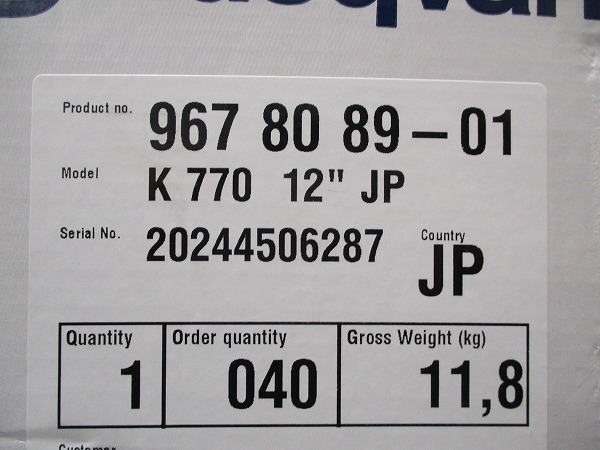 Product no. 967 80 89-01
Model K 770 12" JP
Serial No. 20244506287 Country JP
Quantity Order quantity Gross Weight (kg)
1 040 11,8